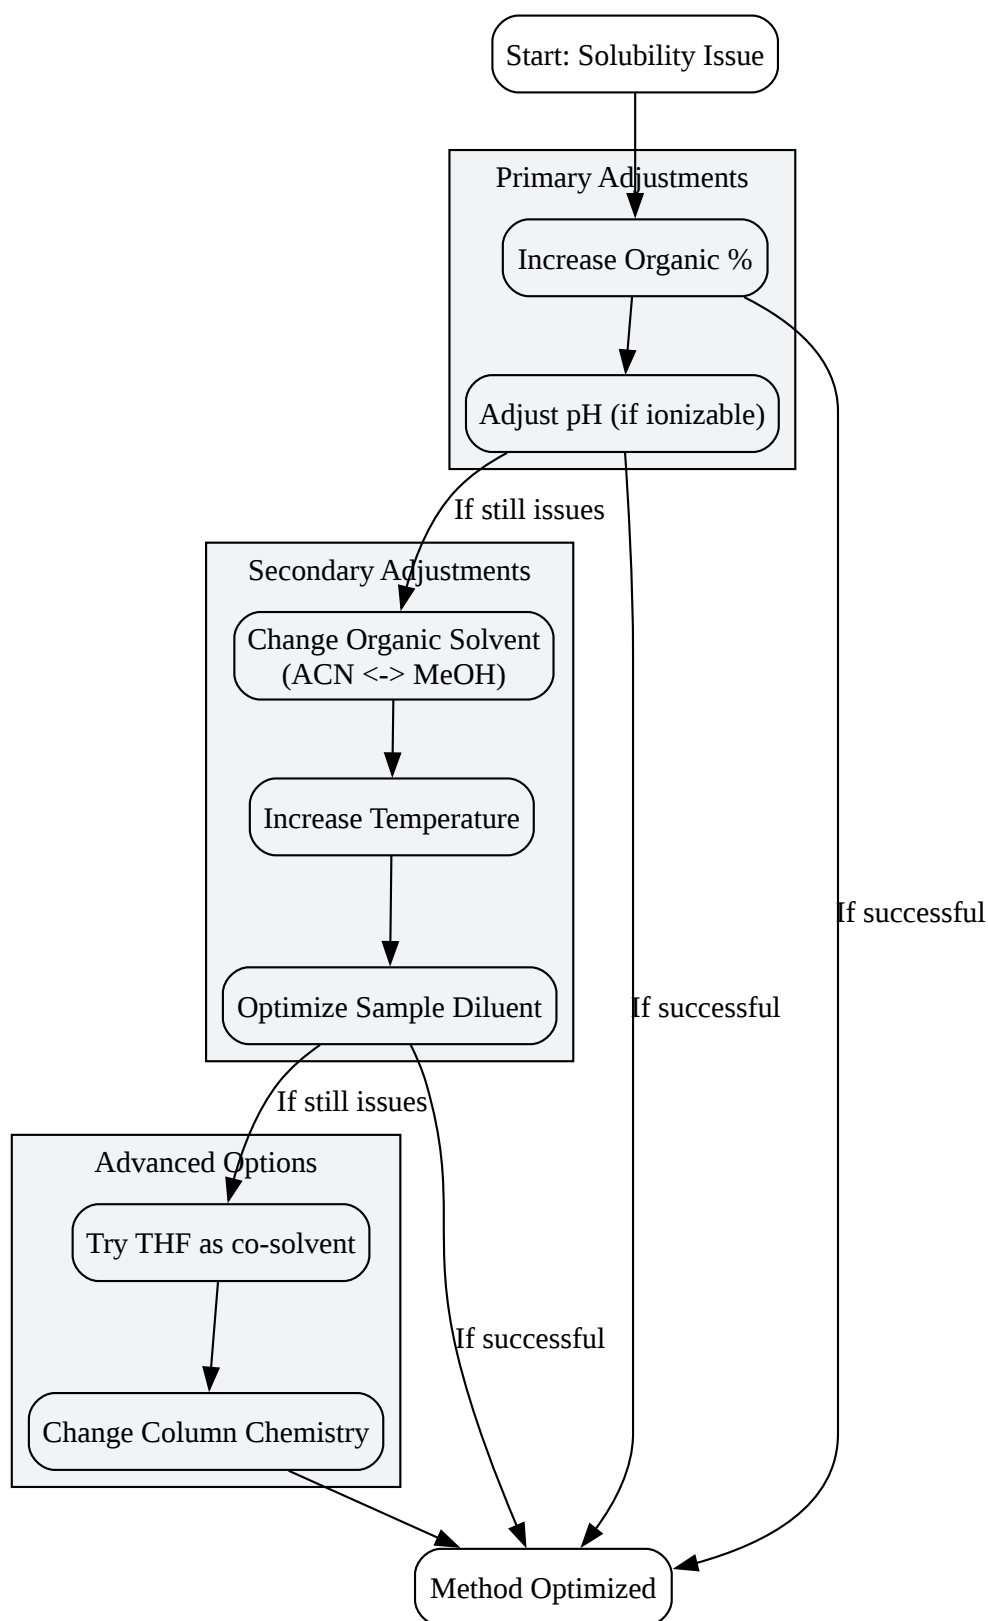 Start: Solubility Issue
Primary Adjustments
Increase Organic %
Adjust pH (if ionizable)
If still issues
Secondary Adjustments
Change Organic Solvent
(ACN <-> MeOH)
Increase Temperature
If successful
Optimize Sample Diluent
If successful
If still issues
Advanced Options
Try THF as co-solvent
If successful
Change Column Chemistry
Method Optimized